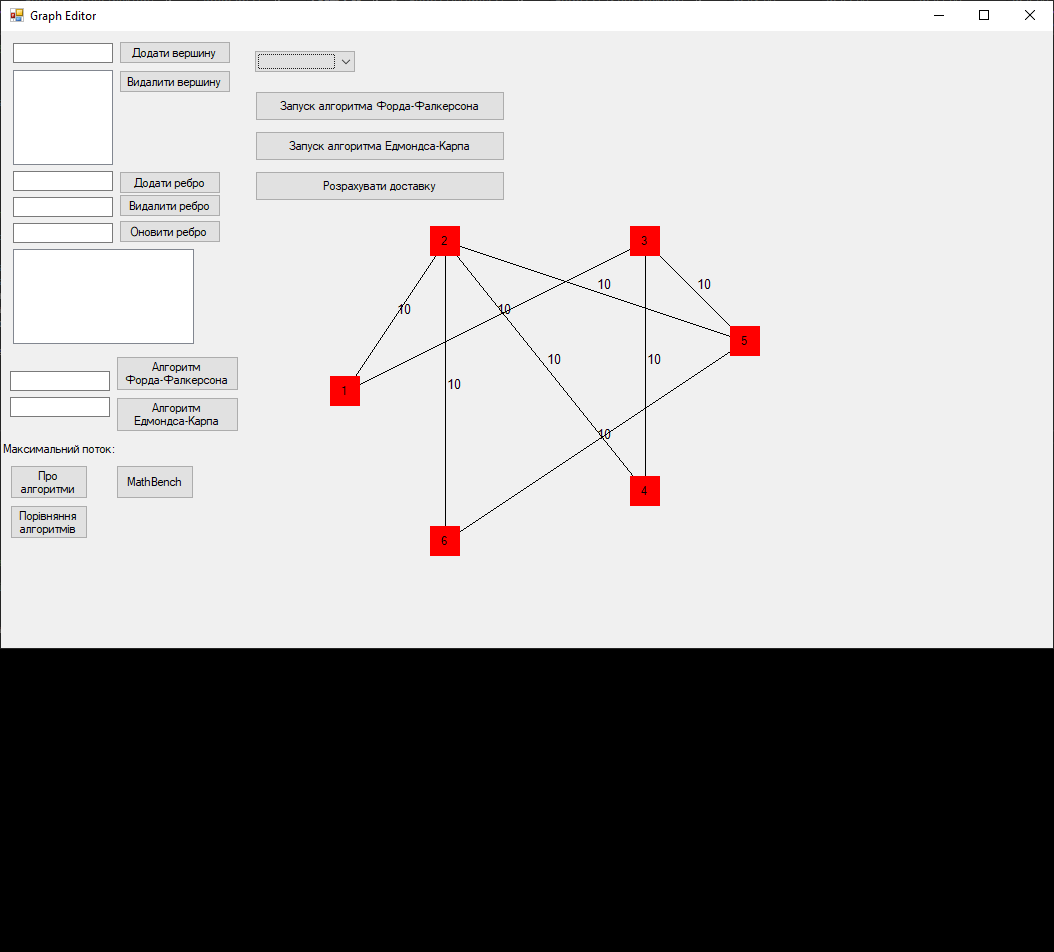 Graph Editor
Додати вершину
Видалити вершину
Запуск алгоритма Форда-Фалкерсона
Запуск алгоритма Едмондса-Карпа
Розрахувати доставку
Додати ребро
Видалити ребро
Оновити ребро
2
3
10
10
10
10
5
10
10
Алгоритм
Форда-Фалкерсона
10
1
Алгоритм
Едмондса-Карпа
10
Максимальний поток:
Про
алгоритми
MathBench
4
Порівняння
алгоритмів
6